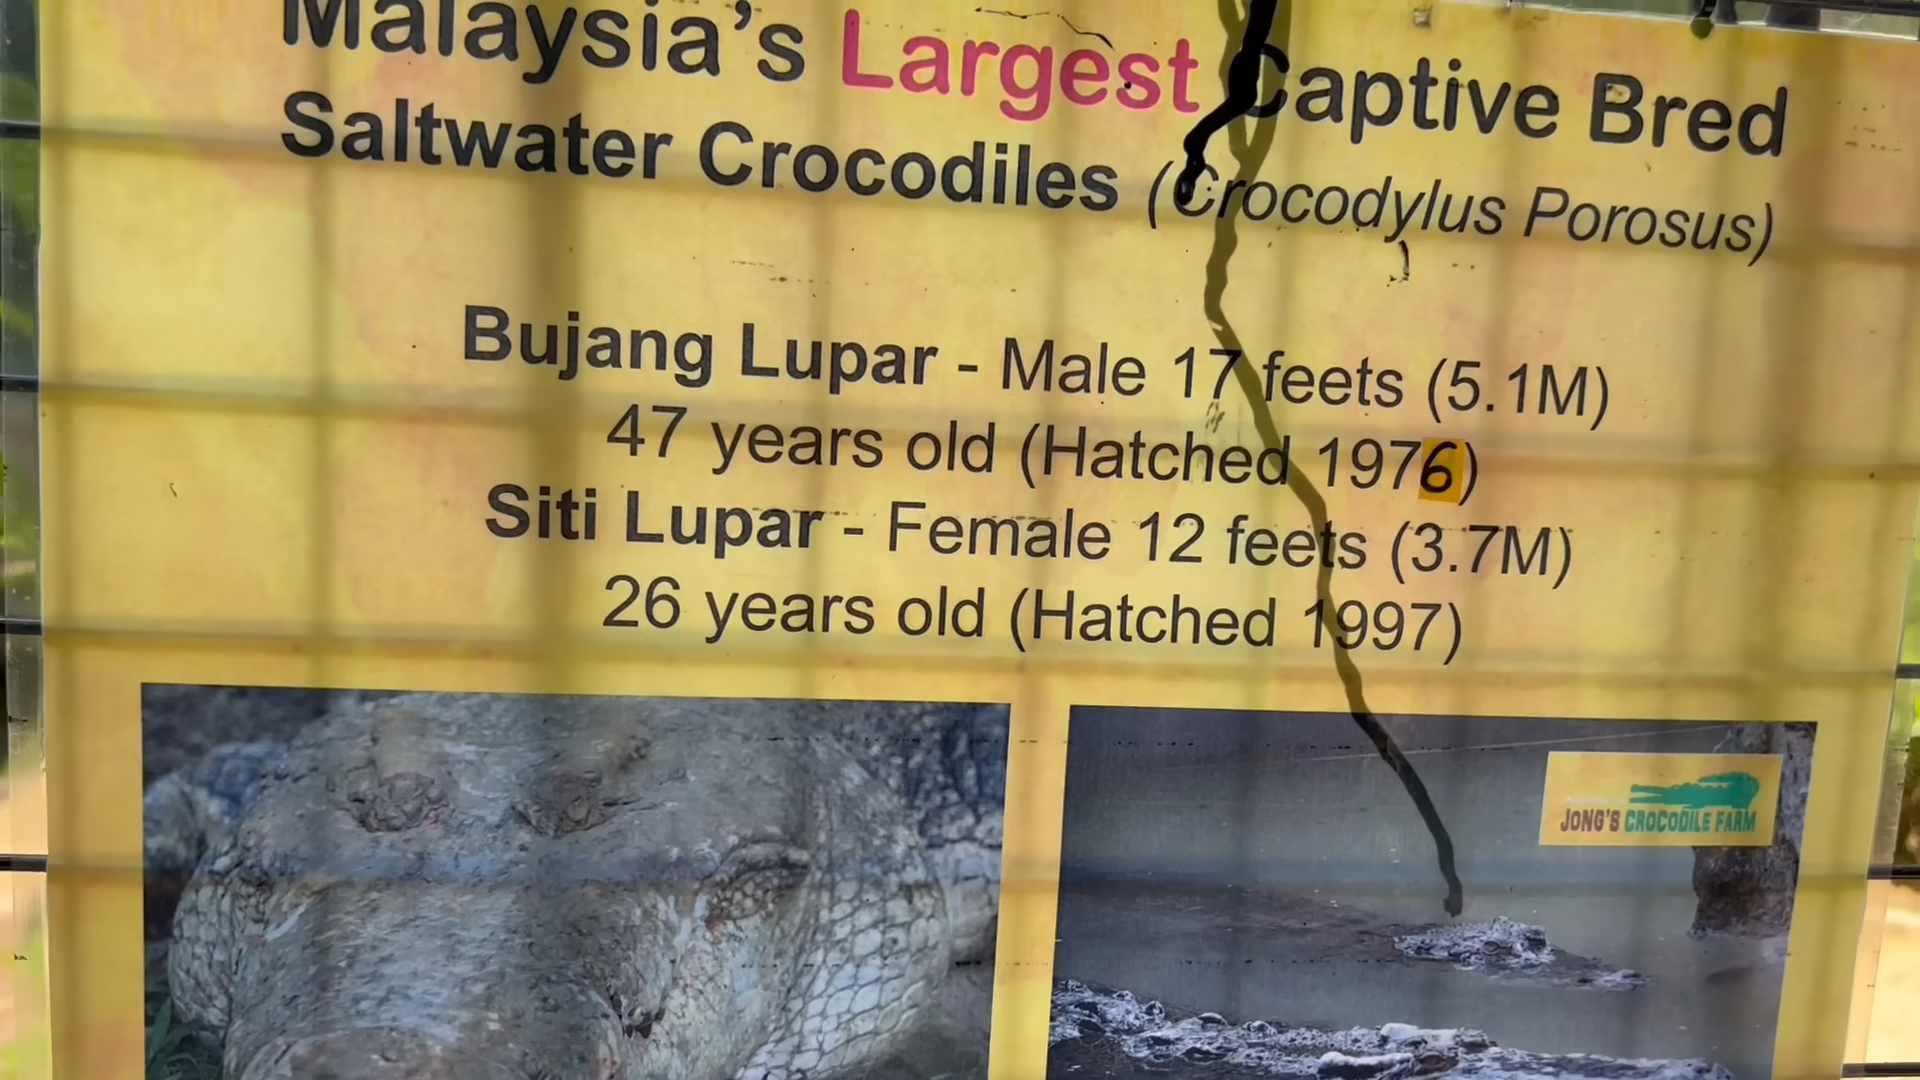 Malaysia's Largest Captive Bred
Saltwater Crocodiles (Crocodylus Porosus)
Bujang Lupar - Male 17 feets (5.1M)
47 years old (Hatched 1976)
Siti Lupar - Female 12 feets (3.7M)
26 years old (Hatched 1997)
JONG'S CROCODILE FARM